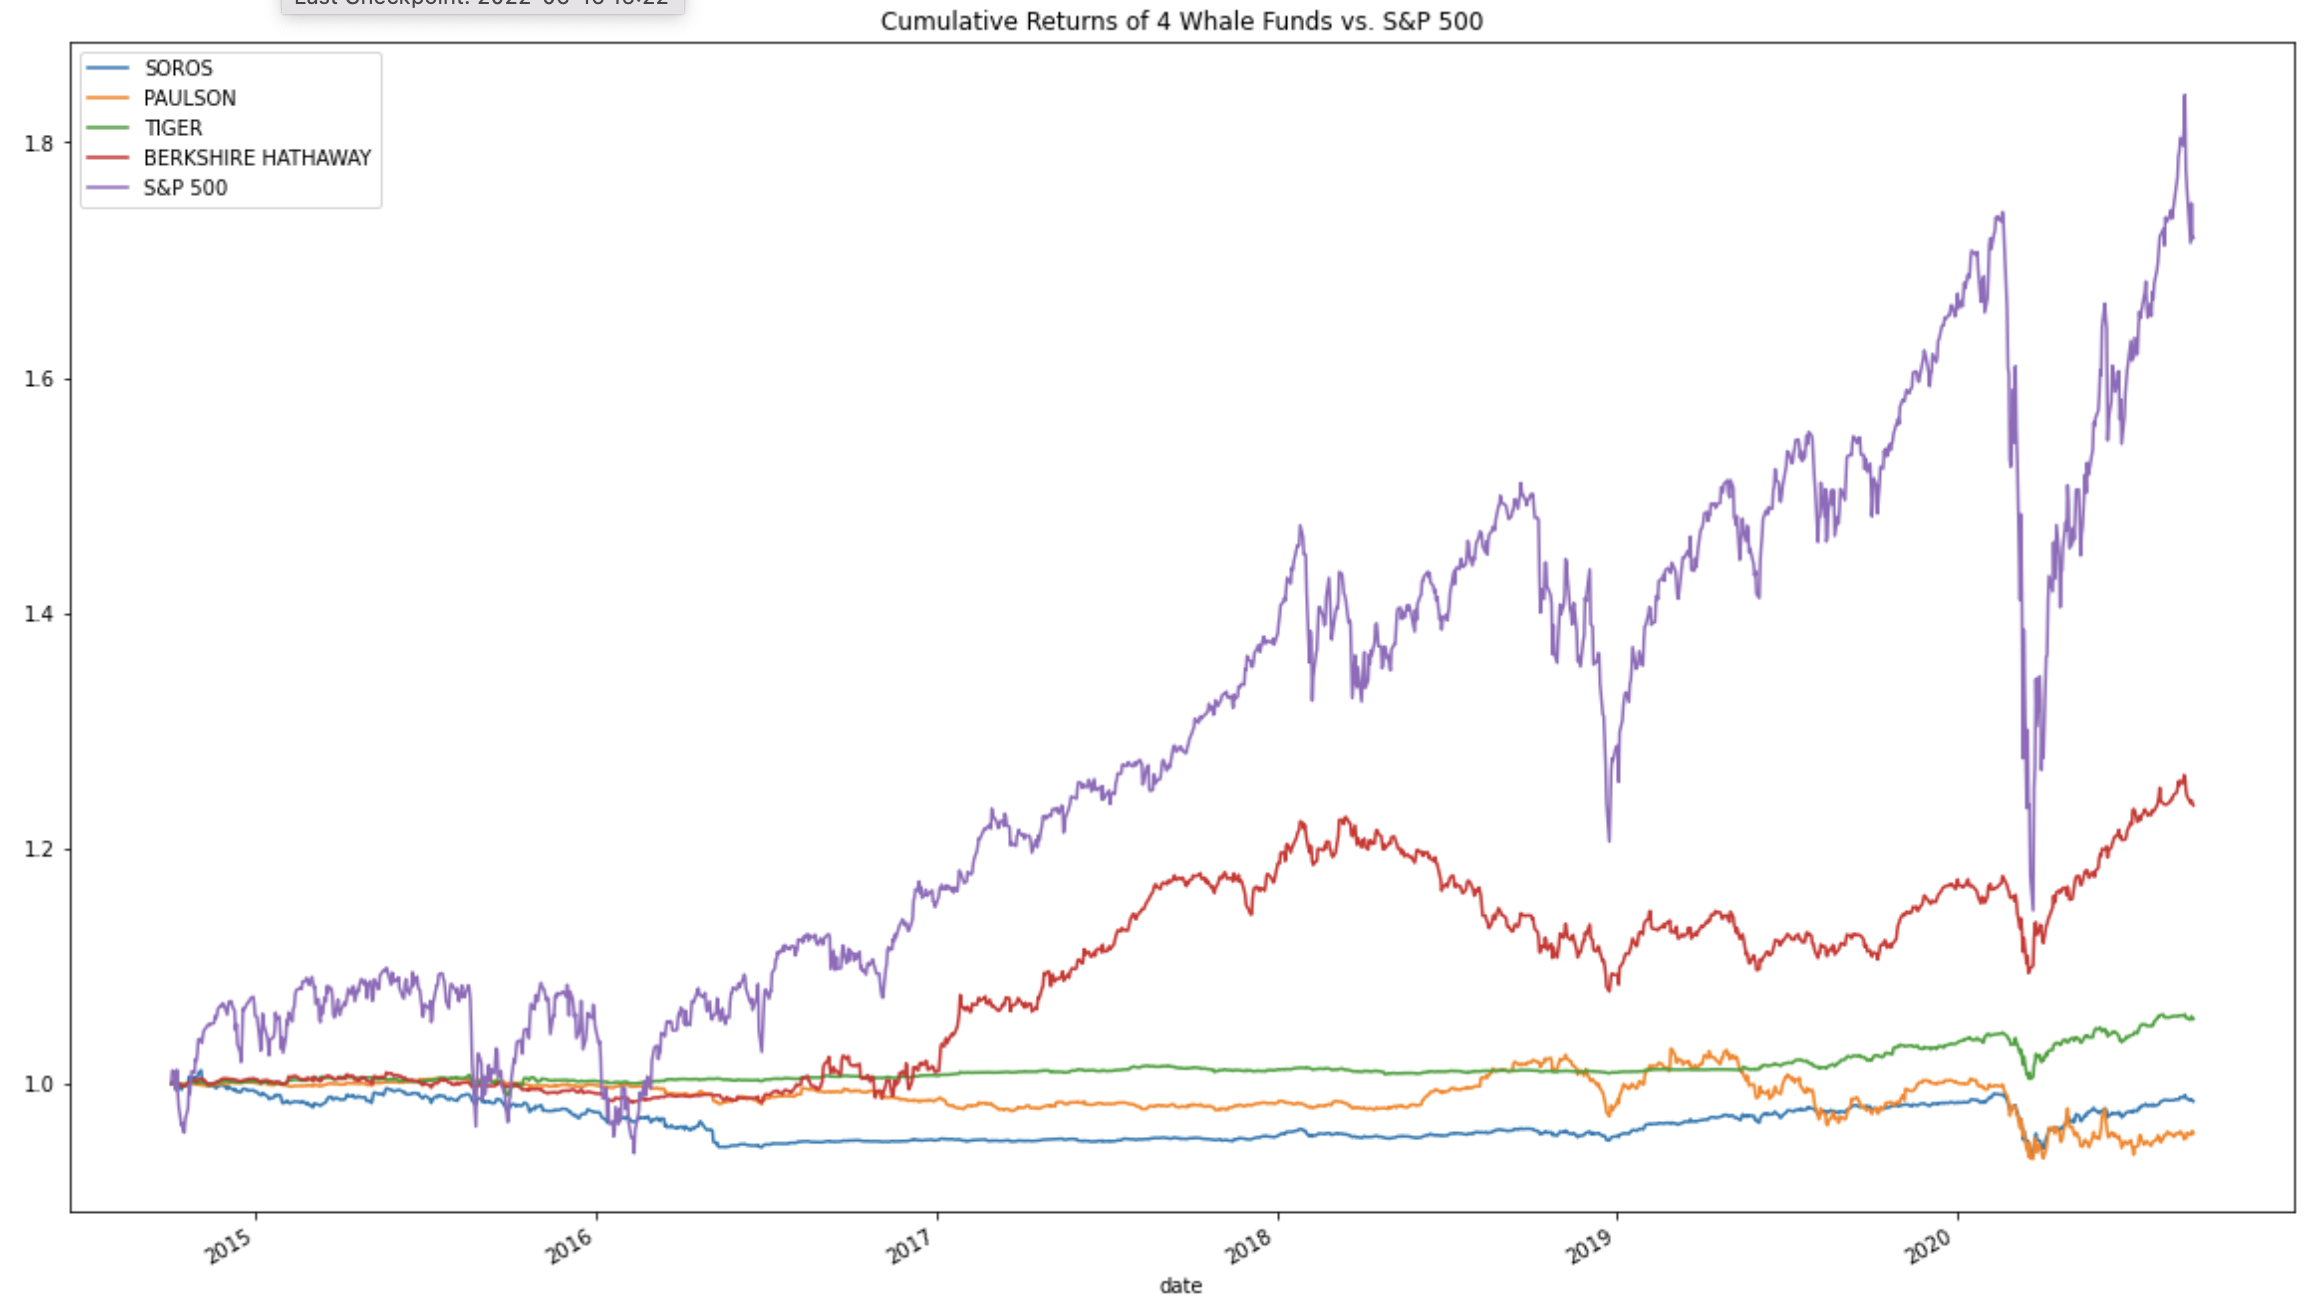 Cumulative Returns of 4 Whale Funds vs. S&P 500
SOROS
PAULSON
TIGER
BERKSHIRE HATHAWAY
S&P 500
1.8
1.6
1.4
1.2
1.0
2015
2016
2017
2018
2019
2020
date